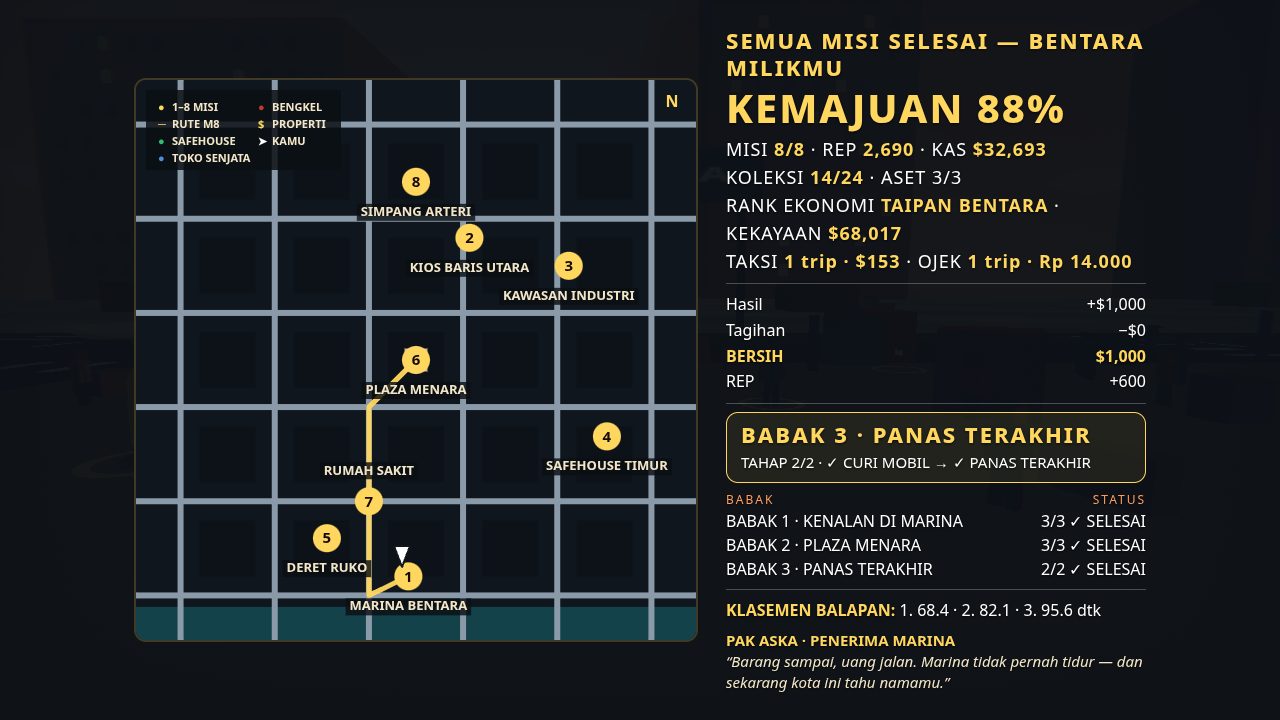 1–8 MISI
BENGKEL
RUTE M8
$ PROPERTI
SAFEHOUSE
KAMU
TOKO SENJATA
N
8
SIMPANG ARTERI
2
KIOS BARIS UTARA
3
KAWASAN INDUSTRI
6
PLAZA MENARA
4
SAFEHOUSE TIMUR
RUMAH SAKIT
7
5
DERET RUKO
1
MARINA BENTARA
SEMUA MISI SELESAI — BENTARA
MILIKMU
KEMAJUAN 88%
MISI 8/8 · REP 2,690 · KAS $32,693
KOLEKSI 14/24 · ASET 3/3
RANK EKONOMI TAIPAN BENTARA ·
KEKAYAAN $68,017
TAKSI 1 trip · $153 · OJEK 1 trip · Rp 14.000
Hasil +$1,000
Tagihan −$0
BERSIH $1,000
REP +600
BABAK 3 · PANAS TERAKHIR
TAHAP 2/2 · ✓ CURI MOBIL → ✓ PANAS TERAKHIR
BABAK STATUS
BABAK 1 · KENALAN DI MARINA 3/3 ✓ SELESAI
BABAK 2 · PLAZA MENARA 3/3 ✓ SELESAI
BABAK 3 · PANAS TERAKHIR 2/2 ✓ SELESAI
KLASEMEN BALAPAN: 1. 68.4 · 2. 82.1 · 3. 95.6 dtk
PAK ASKA · PENERIMA MARINA
“Barang sampai, uang jalan. Marina tidak pernah tidur — dan
sekarang kota ini tahu namamu.”